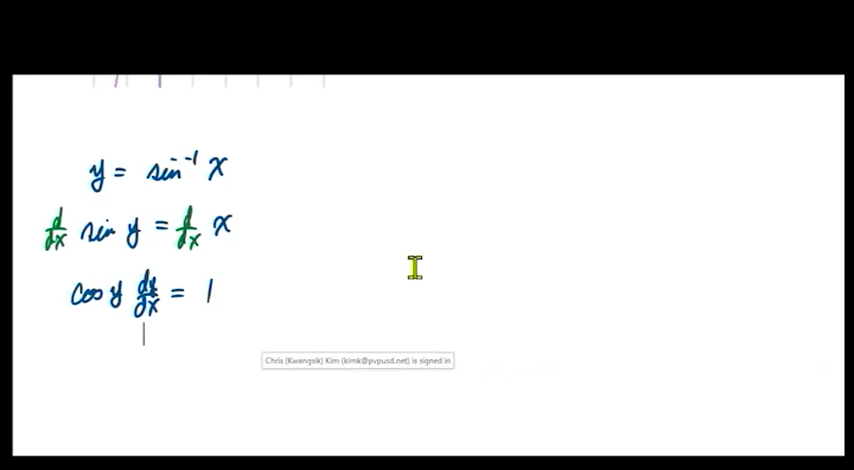 y = sin⁻¹ x
d/dx sin y = d/dx x
cos y dy/dx = 1
Chris (Kwangsik) Kim (kimk@pvpusd.net) is signed in